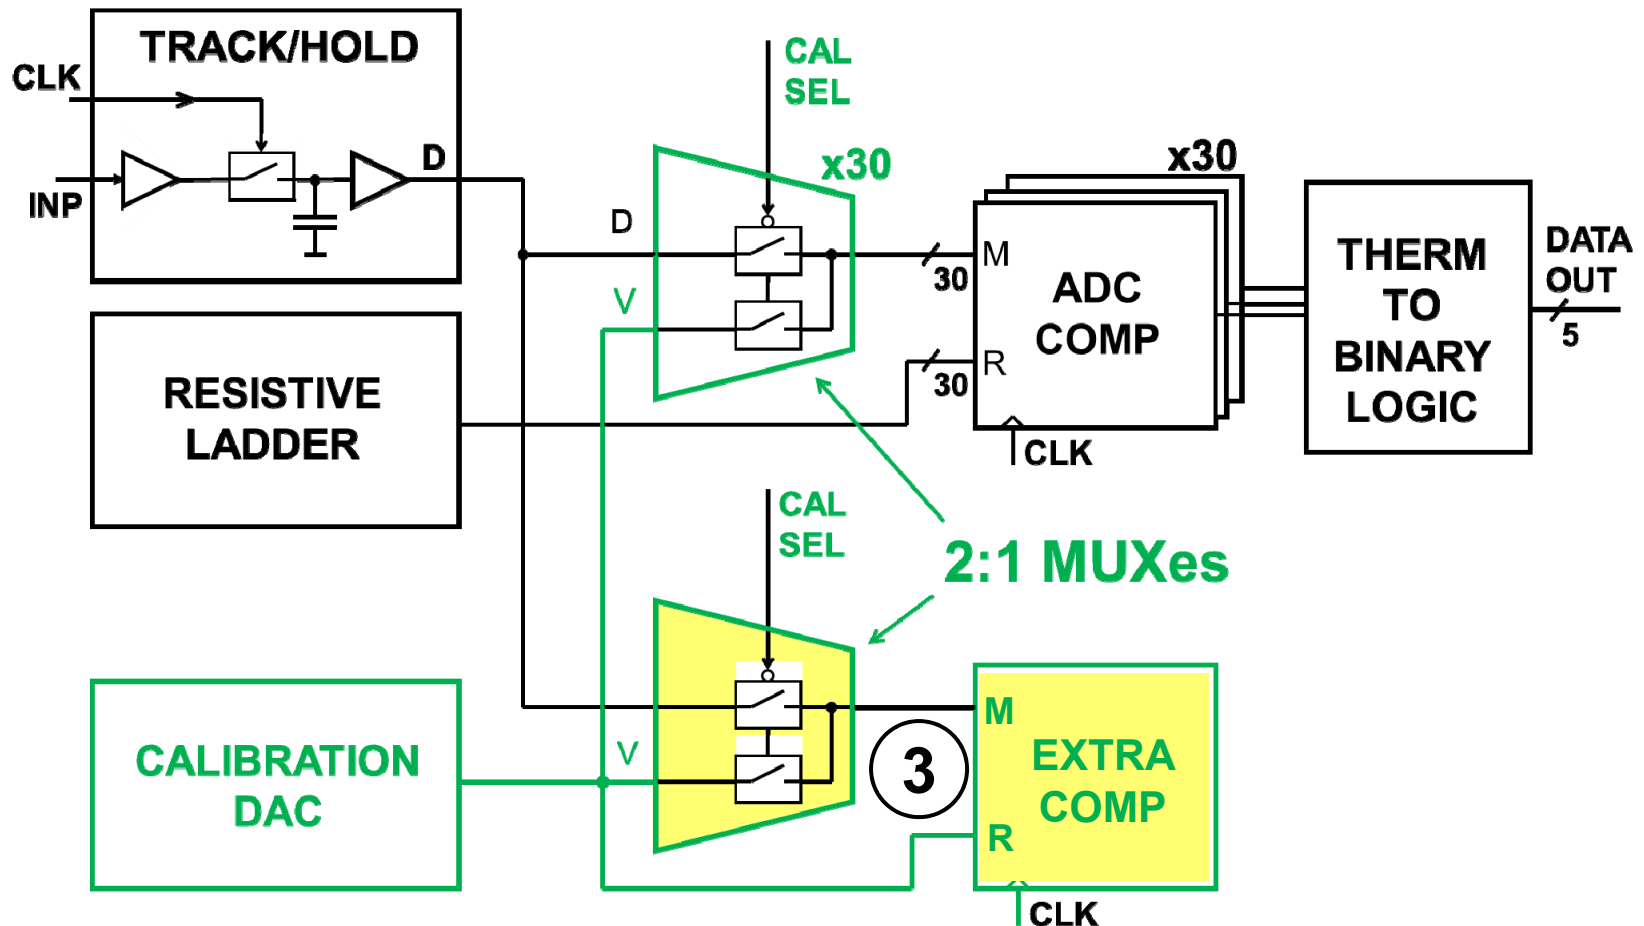 TRACK/HOLD
CLK
INP
D
CAL
SEL
x30
D
V
30
30
x30
M
ADC
COMP
R
CLK
THERM
TO
BINARY
LOGIC
DATA
OUT
5
RESISTIVE
LADDER
CAL
SEL
2:1 MUXes
CALIBRATION
DAC
V
3
M
EXTRA
COMP
R
CLK